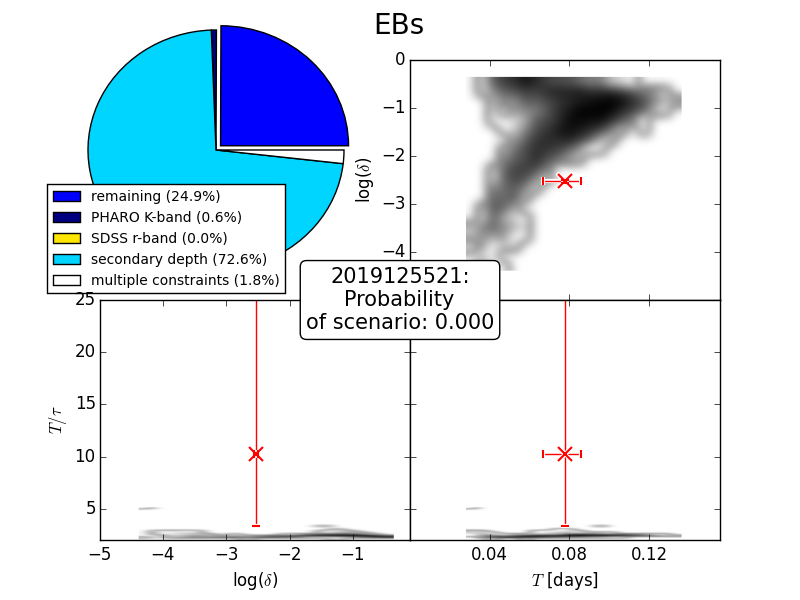 EBs
remaining (24.9%)
PHARO K-band (0.6%)
SDSS r-band (0.0%)
secondary depth (72.6%)
multiple constraints (1.8%)
0
−1
−2
−3
−4
log(δ)
2019125521:
Probability
of scenario: 0.000
25
20
15
10
5
T/τ
−5
−4
−3
−2
−1
log(δ)
0.04
0.08
0.12
T [days]